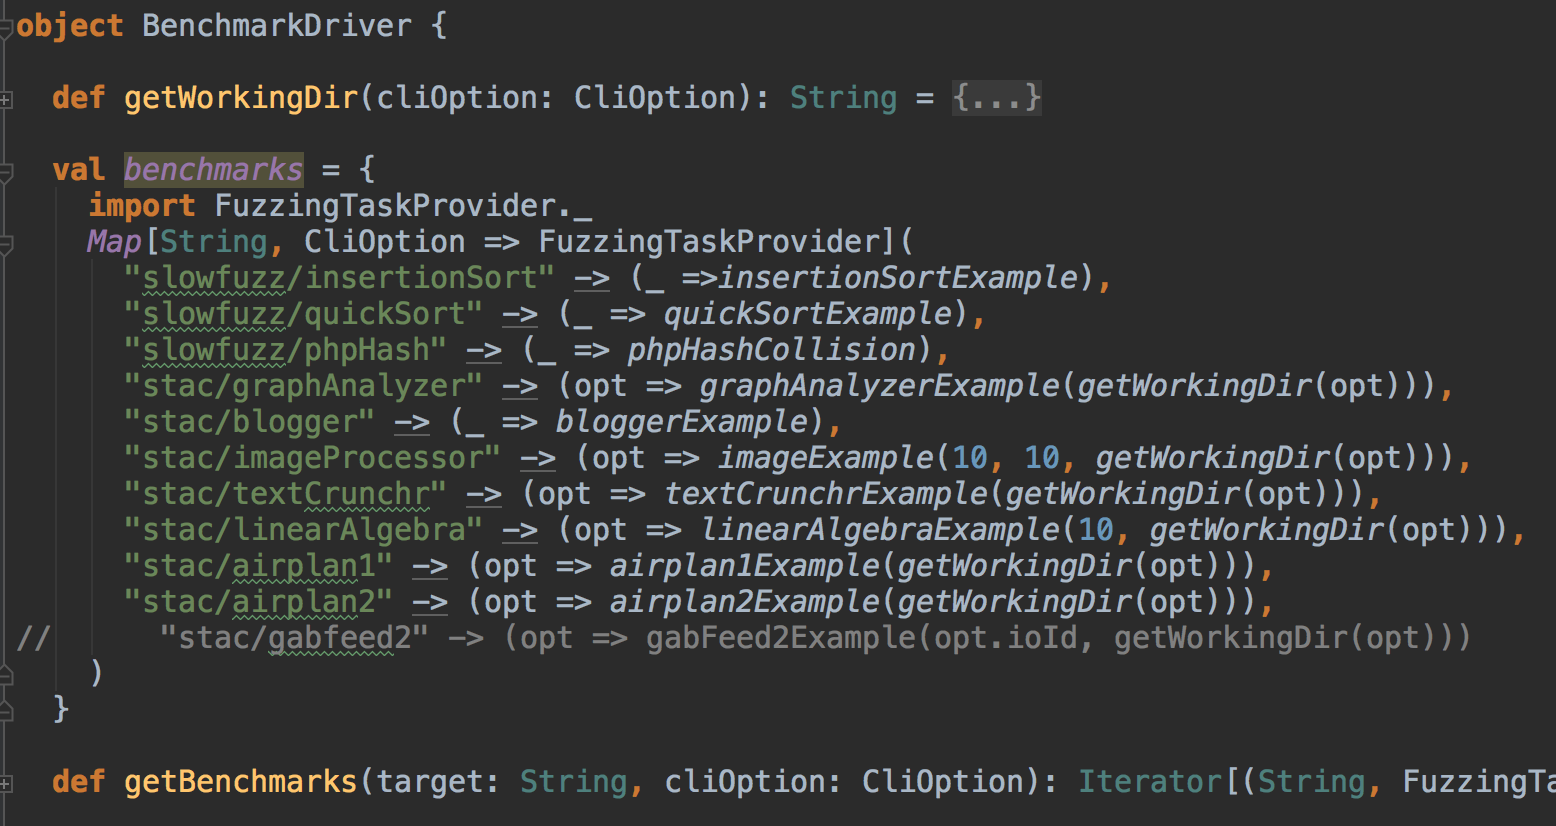 object BenchmarkDriver {
def getWorkingDir(cliOption: CliOption): String = {...}
val benchmarks = {
import FuzzingTaskProvider._
Map[String, CliOption => FuzzingTaskProvider](
"slowfuzz/insertionSort" -> (_ =>insertionSortExample),
"slowfuzz/quickSort" -> (_ => quickSortExample),
"slowfuzz/phpHash" -> (_ => phpHashCollision),
"stac/graphAnalyzer" -> (opt => graphAnalyzerExample(getWorkingDir(opt))),
"stac/blogger" -> (_ => bloggerExample),
"stac/imageProcessor" -> (opt => imageExample(10, 10, getWorkingDir(opt))),
"stac/textCrunchr" -> (opt => textCrunchrExample(getWorkingDir(opt))),
"stac/linearAlgebra" -> (opt => linearAlgebraExample(10, getWorkingDir(opt))),
"stac/airplan1" -> (opt => airplan1Example(getWorkingDir(opt))),
"stac/airplan2" -> (opt => airplan2Example(getWorkingDir(opt))),
// "stac/gabfeed2" -> (opt => gabFeed2Example(opt.ioId, getWorkingDir(opt)))
)
}
def getBenchmarks(target: String, cliOption: CliOption): Iterator[(String, FuzzingTa